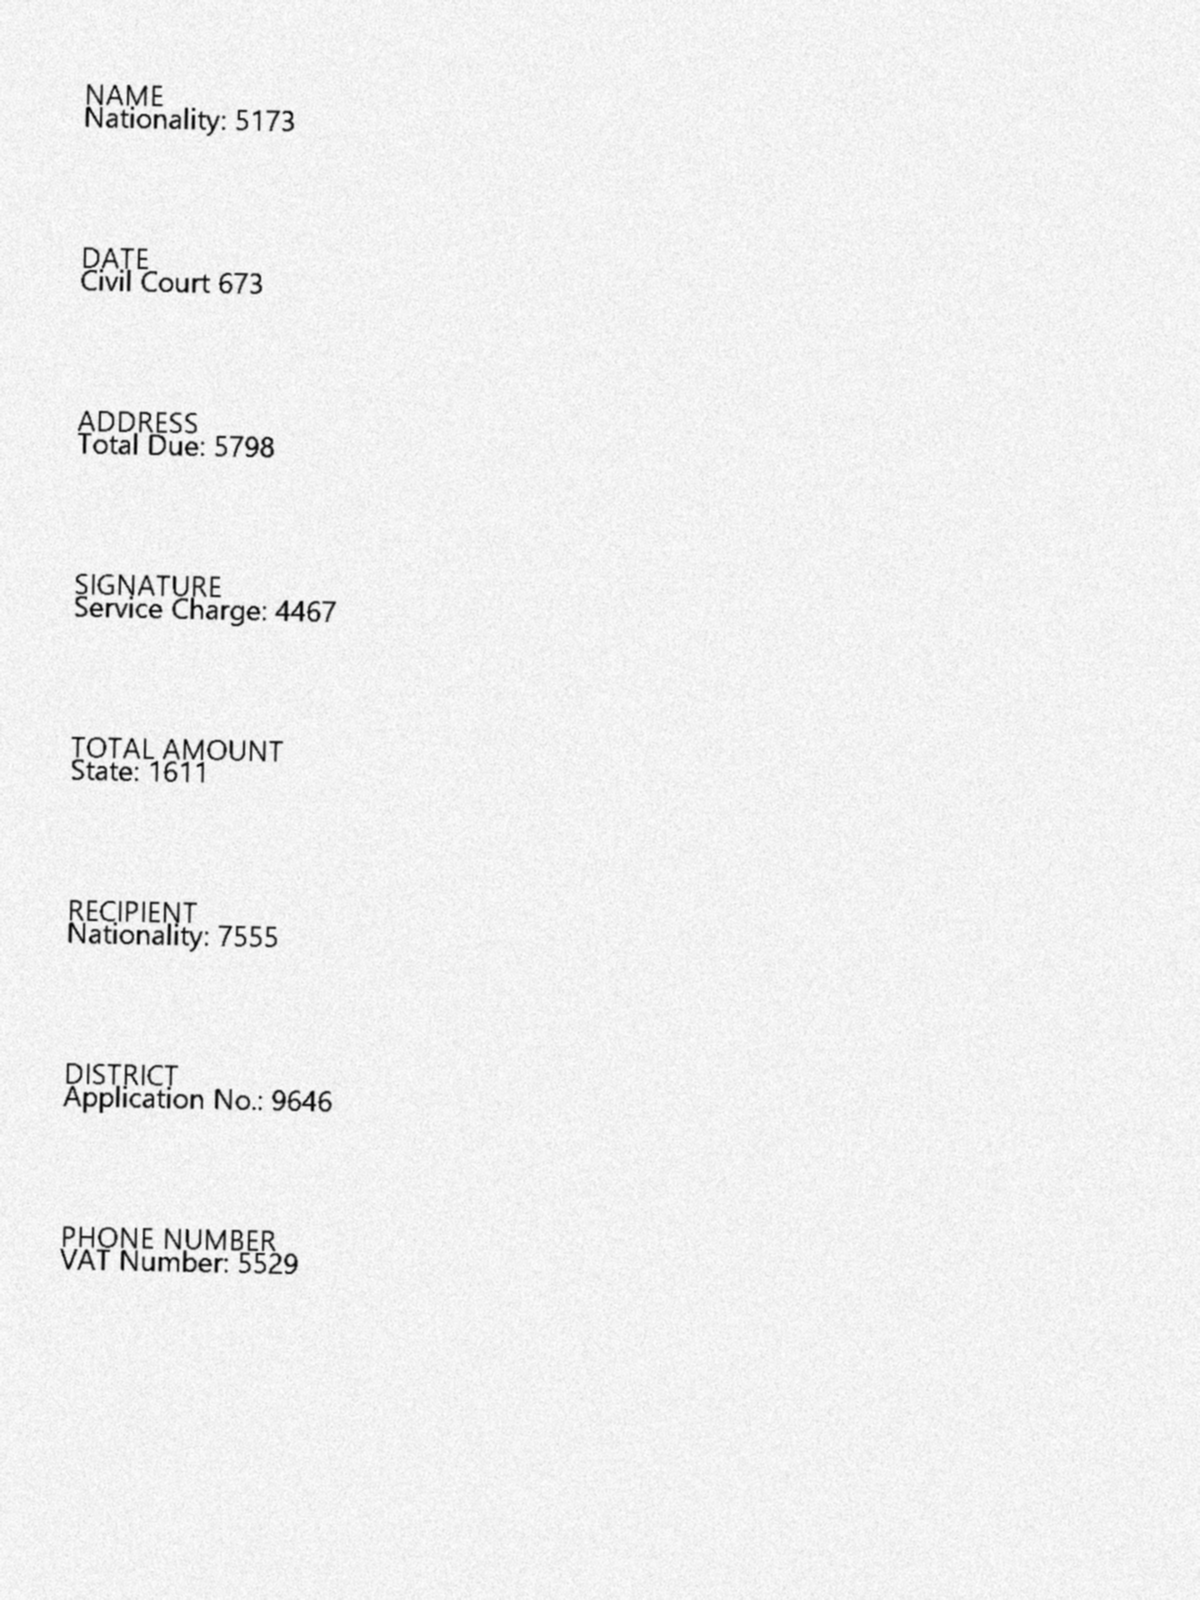 NAME
Nationality: 5173
DATE
Civil Court 673
ADDRESS
Total Due: 5798
SIGNATURE
Service Charge: 4467
TOTAL AMOUNT
State: 1611
RECIPIENT
Nationality: 7555
DISTRICT
Application No.: 9646
PHONE NUMBER
VAT Number: 5529